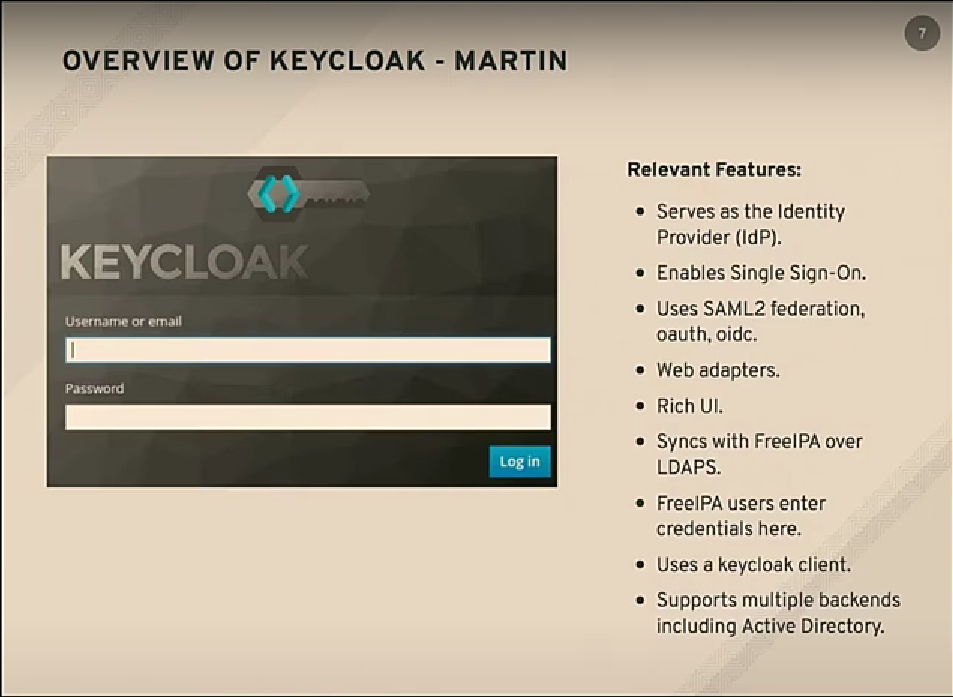 7
OVERVIEW OF KEYCLOAK - MARTIN
KEYCLOAK
Username or email
Password
Log in
Relevant Features:
• Serves as the Identity
Provider (IdP).
• Enables Single Sign-On.
• Uses SAML2 federation,
oauth, oidc.
• Web adapters.
• Rich UI.
• Syncs with FreeIPA over
LDAPS.
• FreeIPA users enter
credentials here.
• Uses a keycloak client.
• Supports multiple backends
including Active Directory.